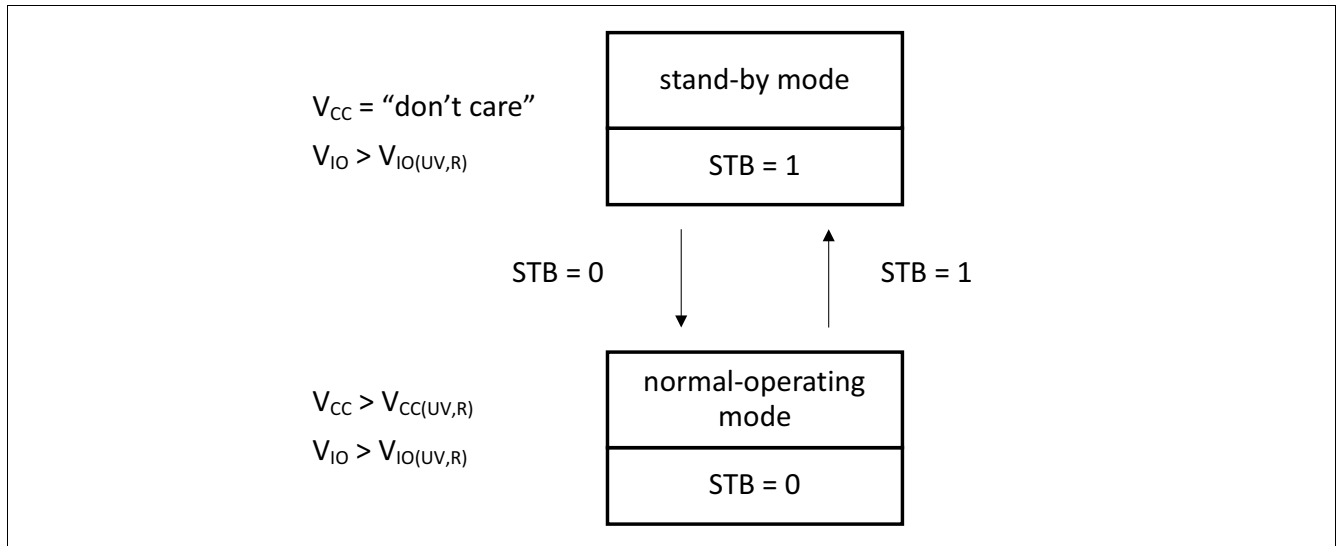 stand-by mode
V_CC = “don’t care”
V_IO > V_IO(UV,R)
STB = 1
STB = 0
STB = 1
normal-operating
mode
V_CC > V_CC(UV,R)
V_IO > V_IO(UV,R)
STB = 0